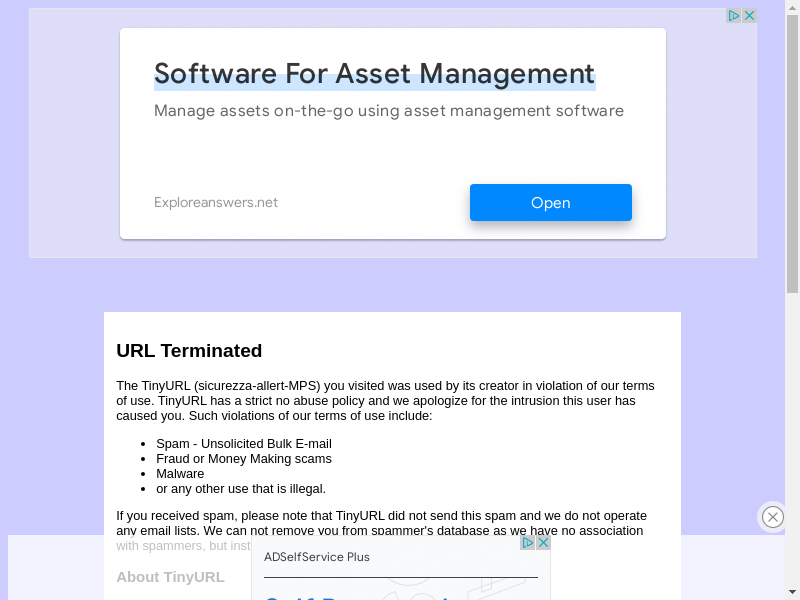 Software For Asset Management
Manage assets on-the-go using asset management software
Exploreanswers.net
Open
URL Terminated
The TinyURL (sicurezza-allert-MPS) you visited was used by its creator in violation of our terms
of use. TinyURL has a strict no abuse policy and we apologize for the intrusion this user has
caused you. Such violations of our terms of use include:
Spam - Unsolicited Bulk E-mail
Fraud or Money Making scams
Malware
or any other use that is illegal.
If you received spam, please note that TinyURL did not send this spam and we do not operate
any email lists. We can not remove you from spammer's database as we have no association
with spammers, but
ADSelfService Plus
About TinyURL